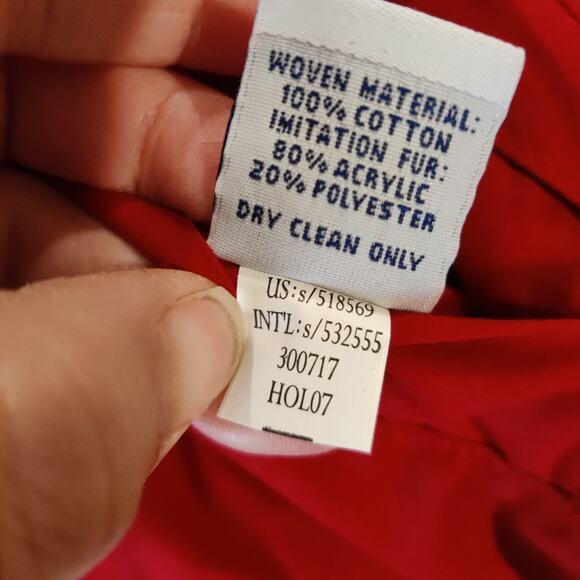 WOVEN MATERIAL:
100% COTTON
IMITATION FUR:
80% ACRYLIC
20% POLYESTER
DRY CLEAN ONLY
US:s/518569
INT'L:s/532555
300717
HOL07